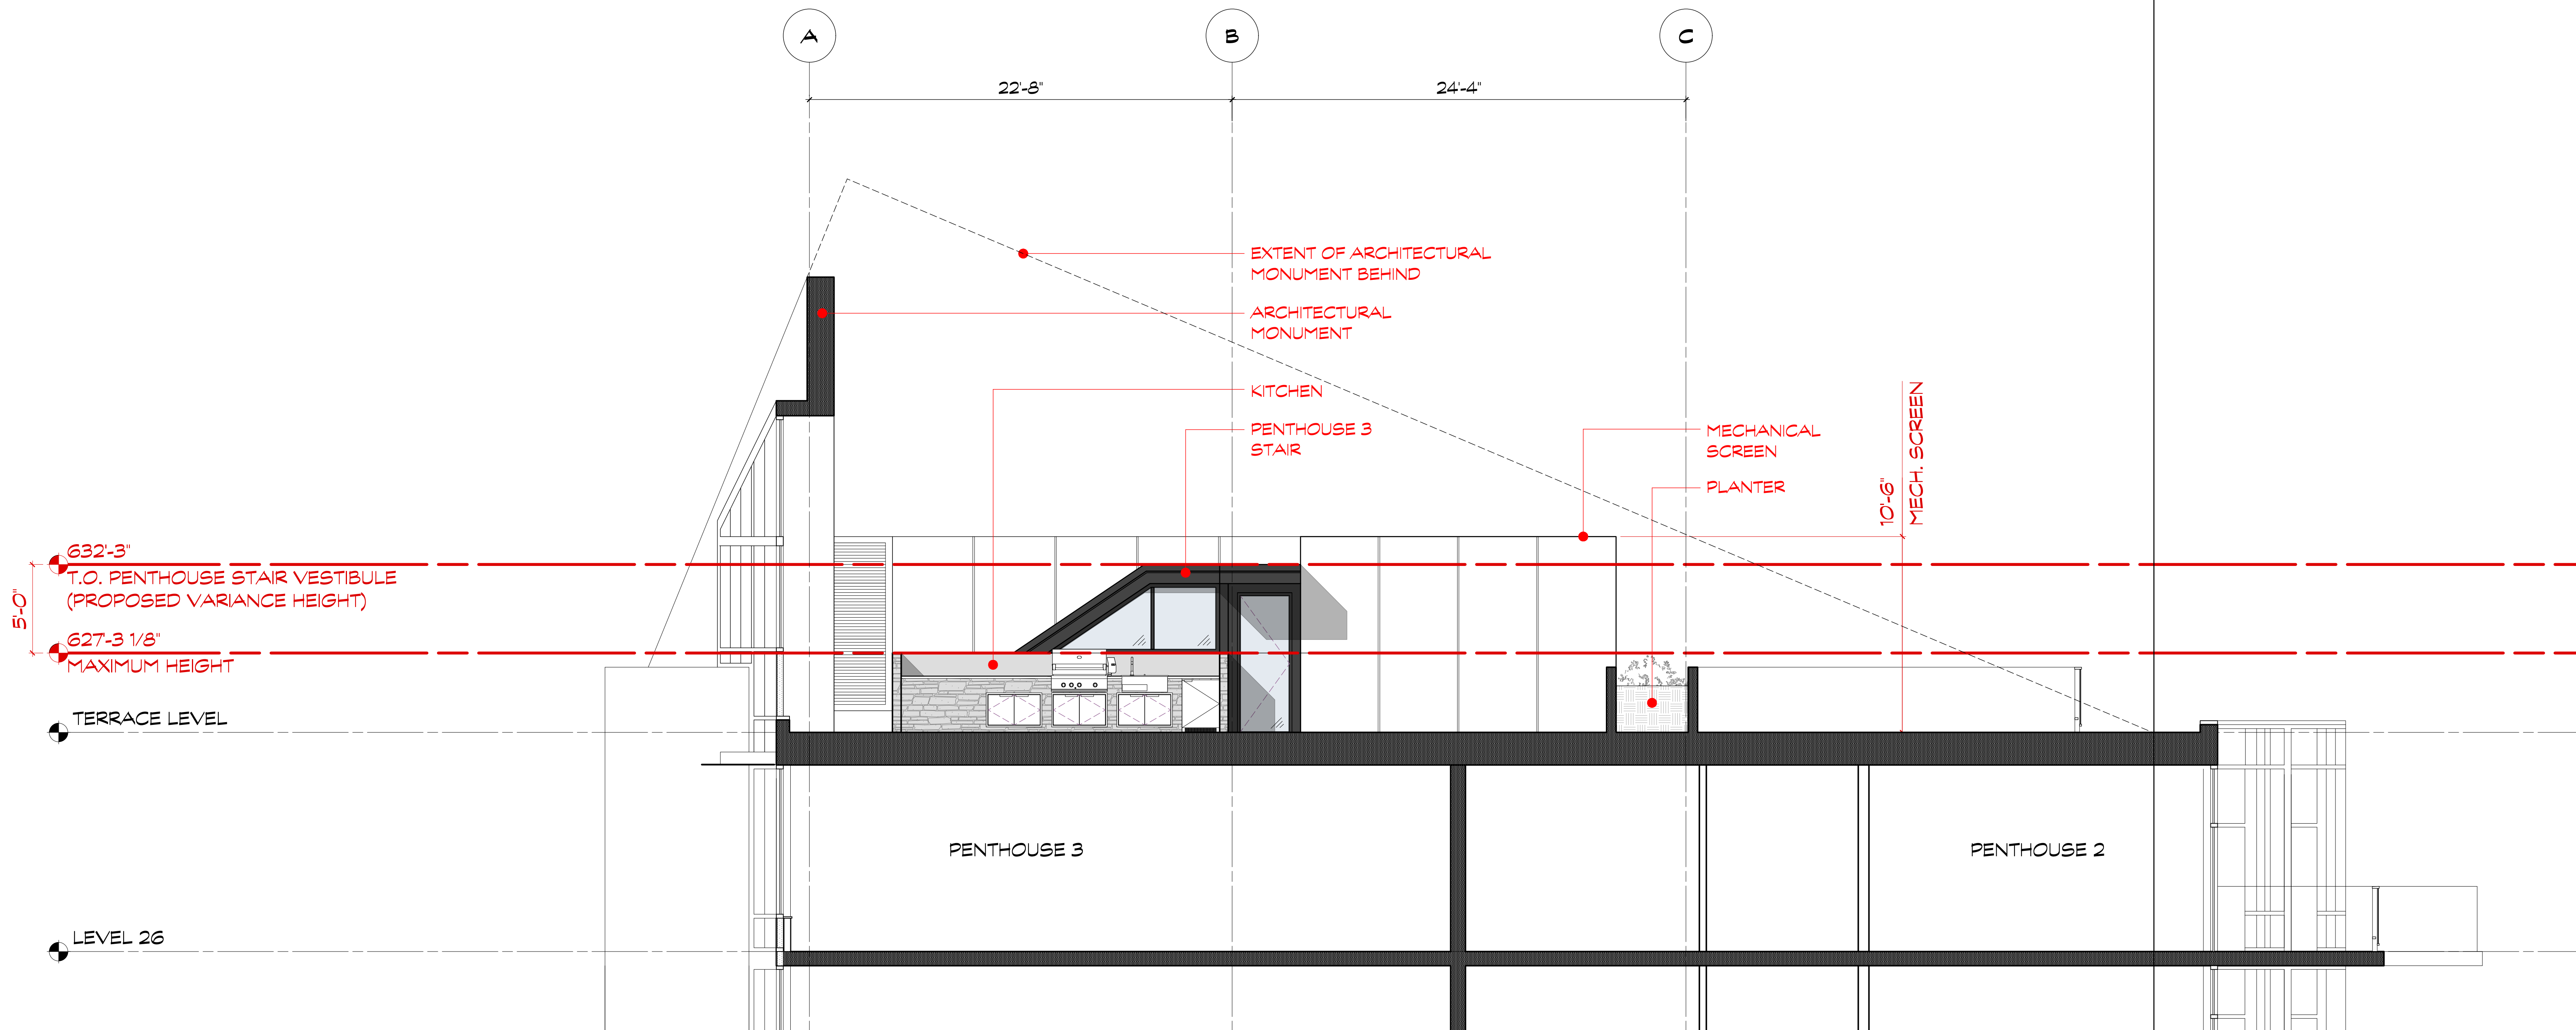 A
B
C
22'-8"
24'-4"
EXTENT OF ARCHITECTURAL
MONUMENT BEHIND
ARCHITECTURAL
MONUMENT
KITCHEN
PENTHOUSE 3
STAIR
MECHANICAL
SCREEN
PLANTER
10'-6"
MECH. SCREEN
632'-3"
T.O. PENTHOUSE STAIR VESTIBULE
(PROPOSED VARIANCE HEIGHT)
5'-0"
627'-3 1/8"
MAXIMUM HEIGHT
TERRACE LEVEL
PENTHOUSE 3
PENTHOUSE 2
LEVEL 26